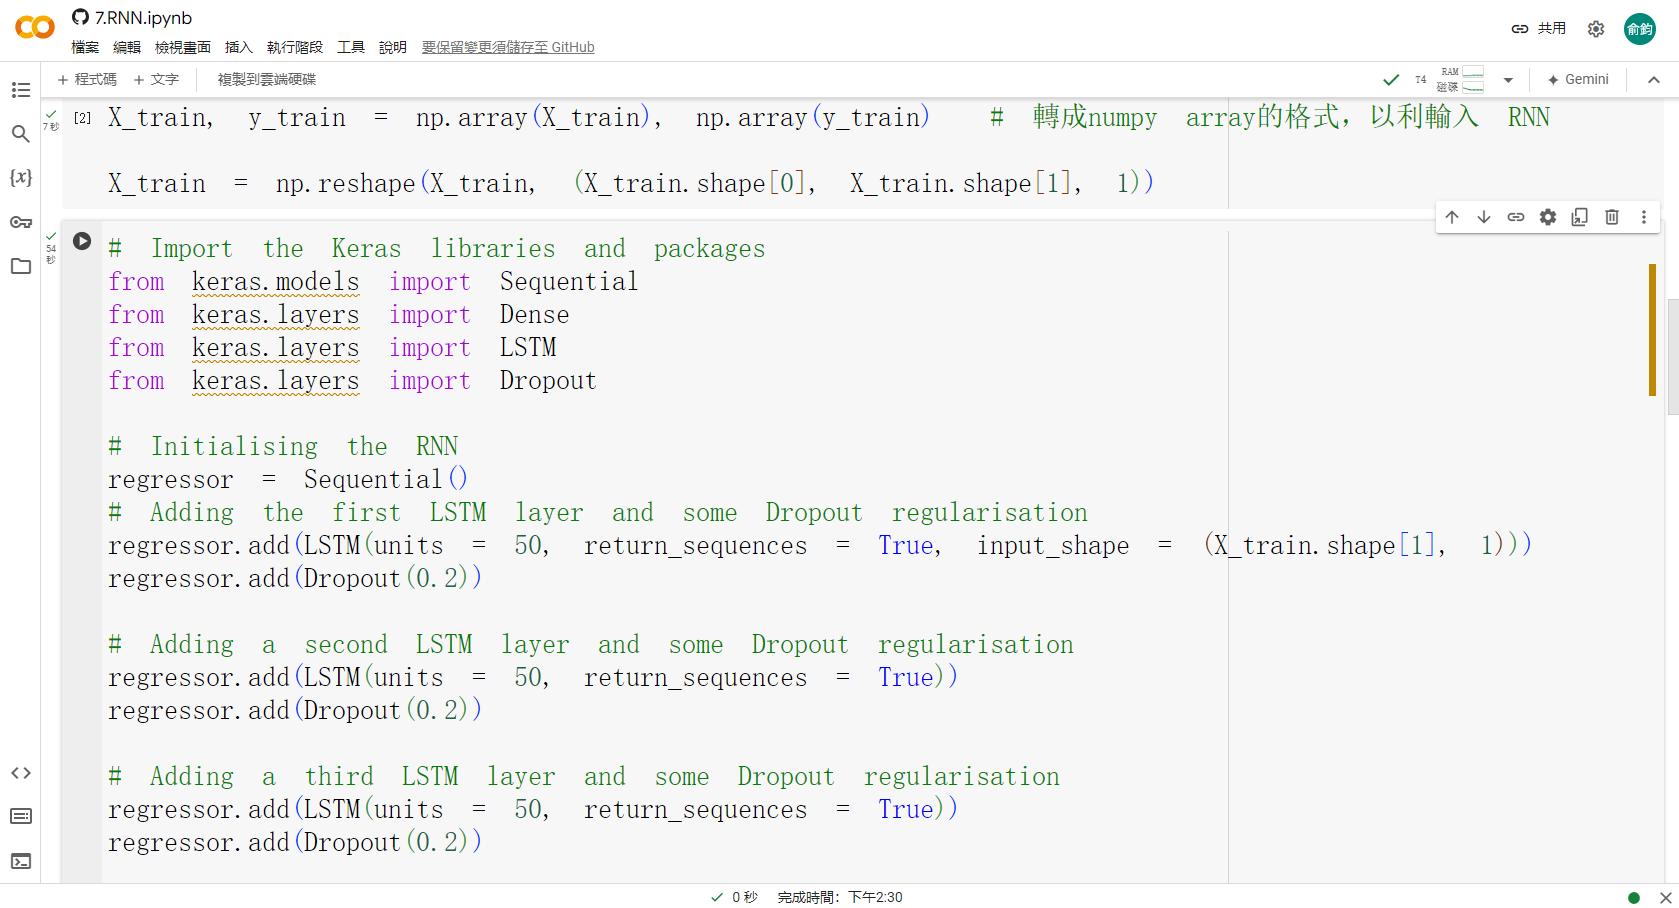 7.RNN.ipynb
檔案 編輯 檢視畫面 插入 執行階段 工具 說明 要保留變更須儲存至 GitHub
共用
俞鈞
+ 程式碼 + 文字 複製到雲端硬碟
T4
RAM
磁碟
Gemini
7 秒
[2]
X_train, y_train = np.array(X_train), np.array(y_train) # 轉成numpy array的格式，以利輸入 RNN
X_train = np.reshape(X_train, (X_train.shape[0], X_train.shape[1], 1))
54
秒
# Import the Keras libraries and packages
from keras.models import Sequential
from keras.layers import Dense
from keras.layers import LSTM
from keras.layers import Dropout
# Initialising the RNN
regressor = Sequential()
# Adding the first LSTM layer and some Dropout regularisation
regressor.add(LSTM(units = 50, return_sequences = True, input_shape = (X_train.shape[1], 1)))
regressor.add(Dropout(0.2))
# Adding a second LSTM layer and some Dropout regularisation
regressor.add(LSTM(units = 50, return_sequences = True))
regressor.add(Dropout(0.2))
# Adding a third LSTM layer and some Dropout regularisation
regressor.add(LSTM(units = 50, return_sequences = True))
regressor.add(Dropout(0.2))
0 秒 完成時間：下午2:30